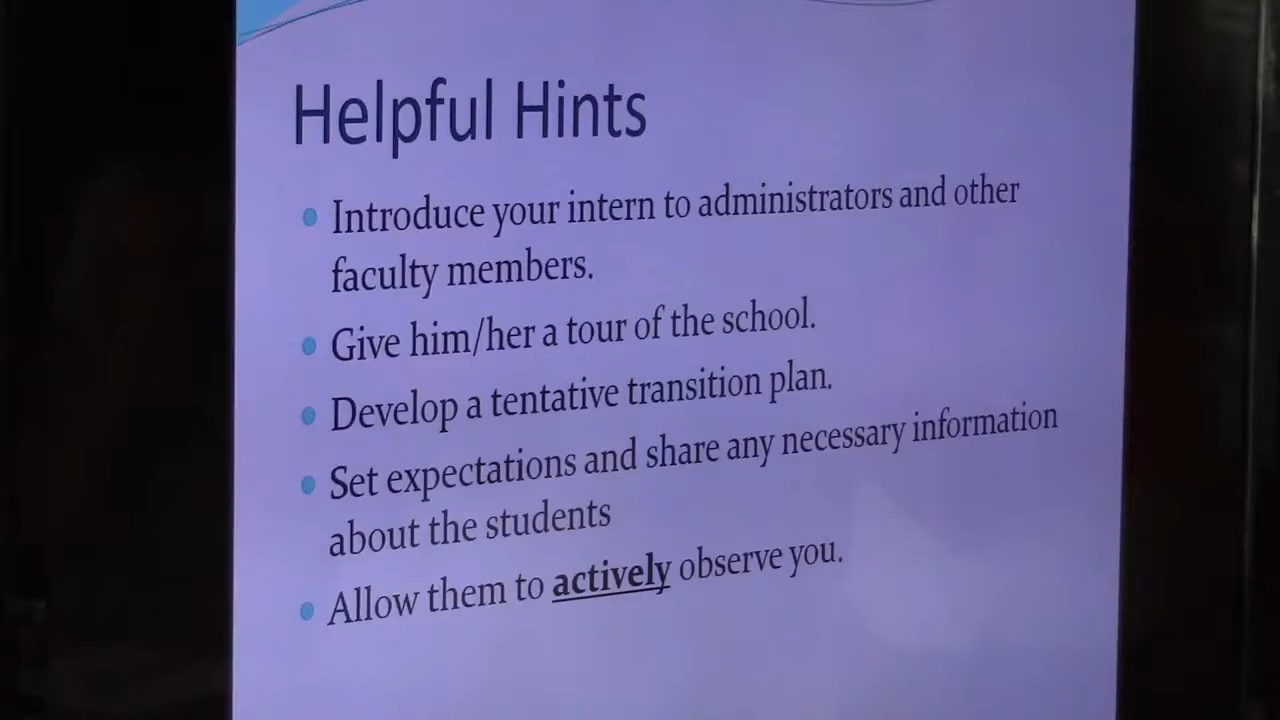 Helpful Hints
Introduce your intern to administrators and other
faculty members.
Give him/her a tour of the school.
Develop a tentative transition plan.
Set expectations and share any necessary information
about the students
Allow them to actively observe you.